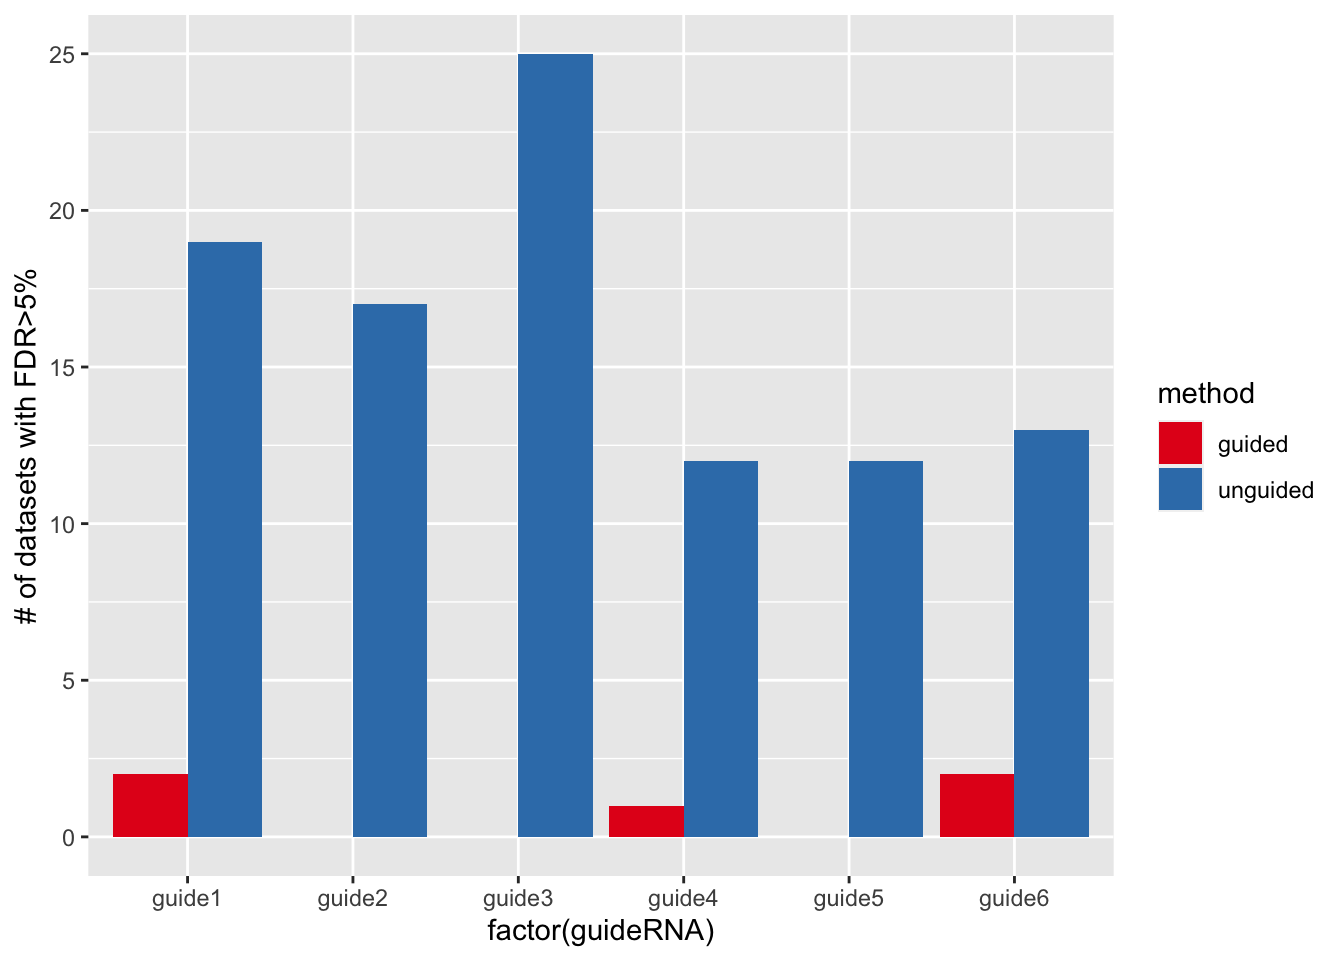 25
20
15
10
5
0
# of datasets with FDR>5%
guide1 guide2 guide3 guide4 guide5 guide6
factor(guideRNA)
method
guided
unguided